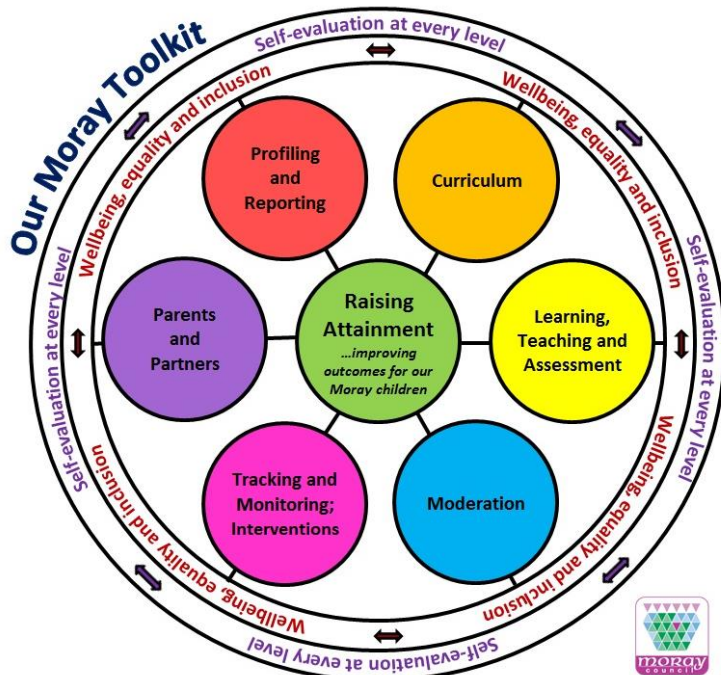 Our Moray Toolkit
Self-evaluation at every level
Wellbeing, equality and inclusion
Wellbeing, equality and inclusion
Profiling
and
Reporting
Curriculum
Self-evaluation at every level
Self-evaluation at every level
Parents
and
Partners
Raising
Attainment
...improving
outcomes for our
Moray children
Learning,
Teaching and
Assessment
Tracking and
Monitoring;
Interventions
Moderation
Wellbeing, equality and inclusion
Wellbeing, equality and inclusion
Self-evaluation at every level
moray
council